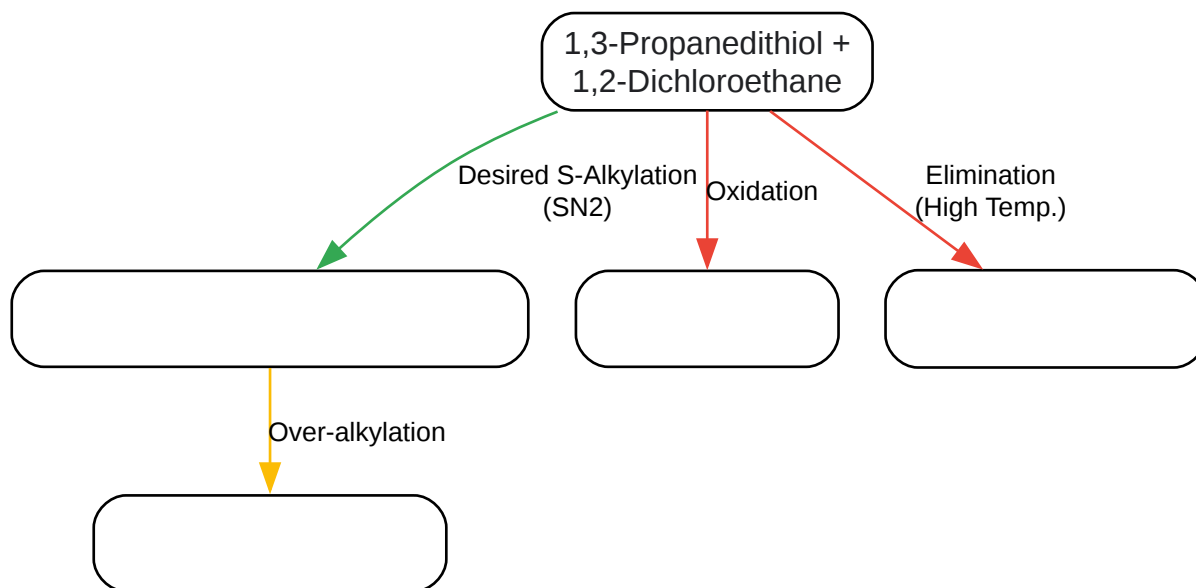 1,3-Propanedithiol +
1,2-Dichloroethane
Desired S-Alkylation
(SN2)
Oxidation
Elimination
(High Temp.)
Over-alkylation